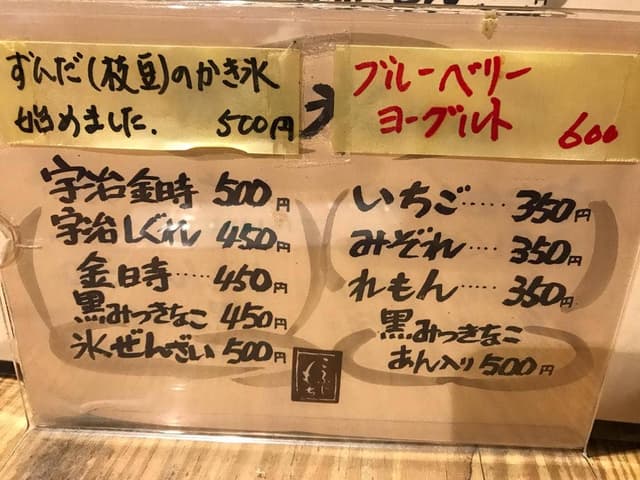 ずんだ(枝豆)のかき氷
始めました. 500円
ブルーベリー
ヨーグルト 600
宇治金時 500円
宇治しぐれ 450円
金時····· 450円
黒みつきなこ 450円
氷ぜんざい 500円
いちご···· 350円
みぞれ···· 350円
れもん···· 350円
黒みつきなこ
あん入り 500円